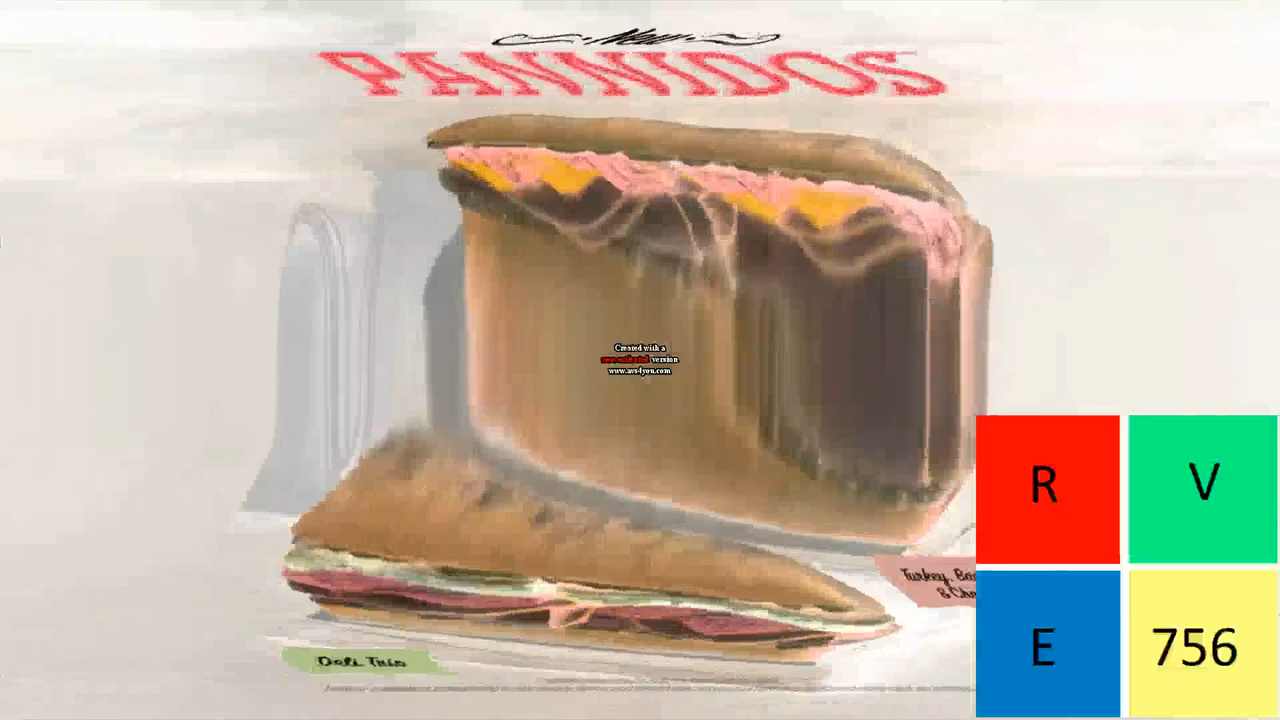 New
PANNIDOS
Created with a
version
www.avs4you.com
R
V
Turkey, Bac
& Che
E
756
Deli Trio